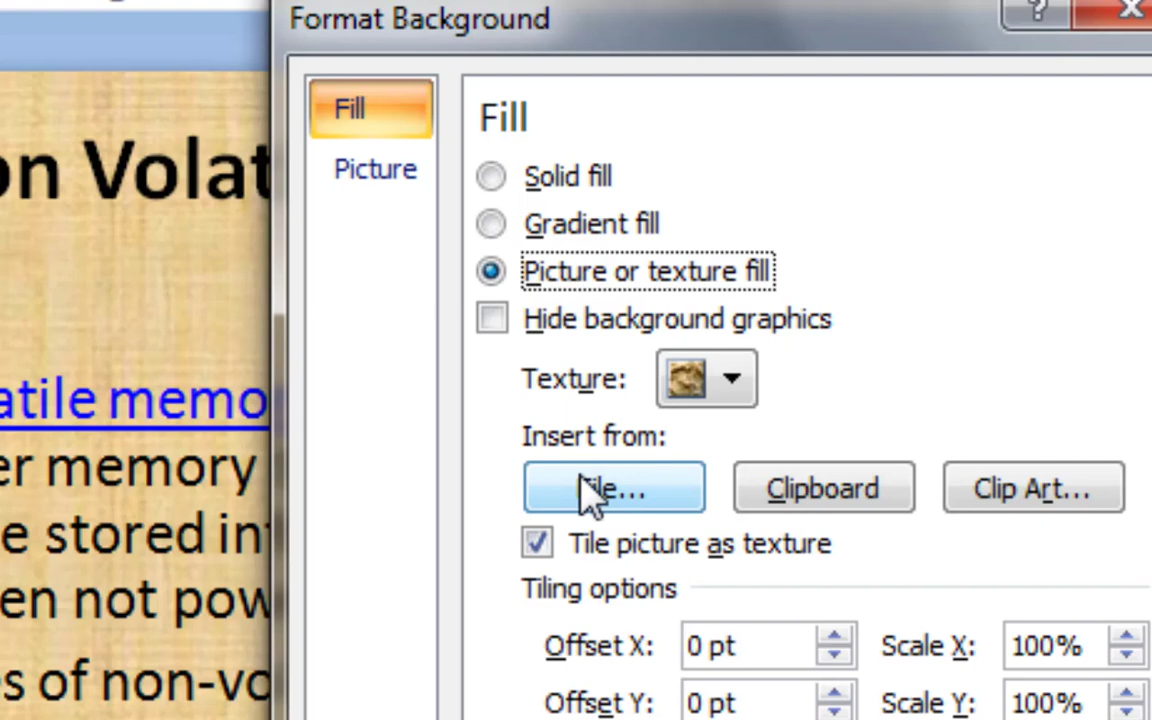 Format Background
Fill
Picture
Fill
Solid fill
Gradient fill
Picture or texture fill
Hide background graphics
Texture:
Insert from:
File...
Clipboard
Clip Art...
Tile picture as texture
Tiling options
Offset X: 0 pt Scale X: 100%
Offset Y: 0 pt Scale Y: 100%
on Volat
atile memo
er memory
e stored in
en not pow
s of non-vo